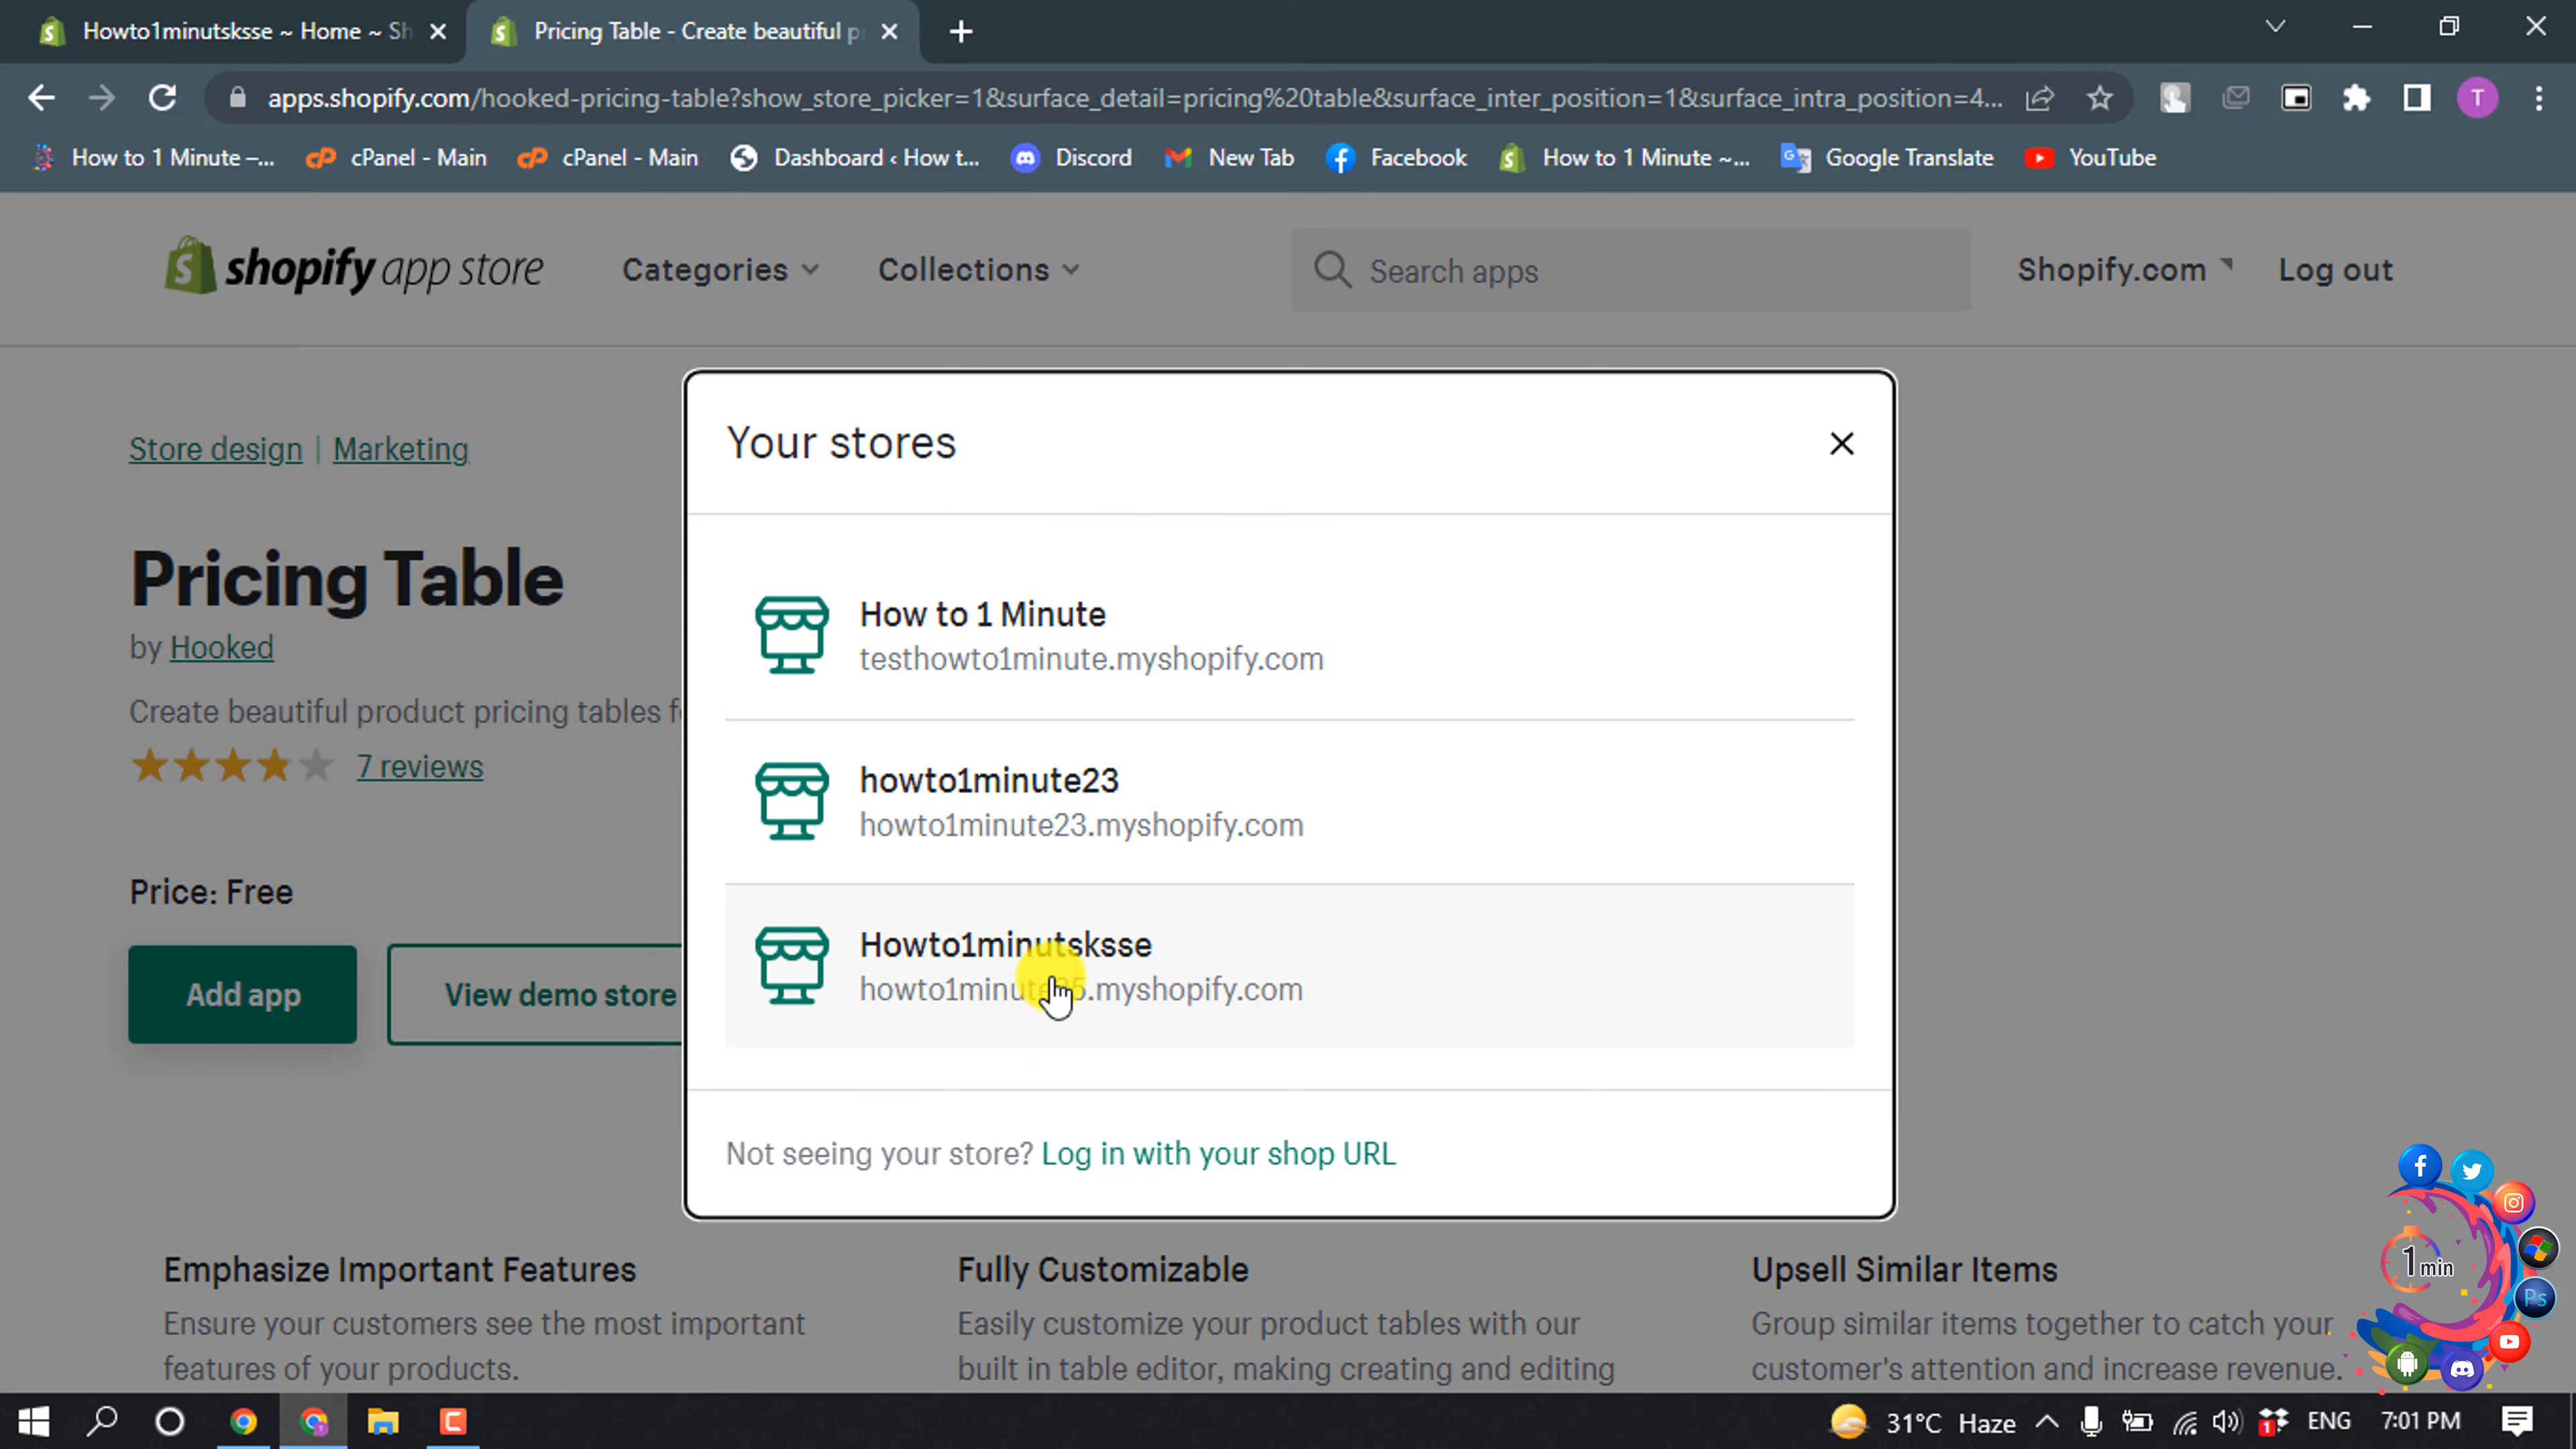 Howto1minutsksse ~ Home ~ Sh
Pricing Table - Create beautiful p
apps.shopify.com/hooked-pricing-table?show_store_picker=1&surface_detail=pricing%20table&surface_inter_position=1&surface_intra_position=4...
T
How to 1 Minute –...
cPanel - Main
cPanel - Main
Dashboard ‹ How t...
Discord
New Tab
Facebook
How to 1 Minute ~...
Google Translate
YouTube
shopify app store
Categories
Collections
Search apps
Shopify.com
Log out
Store design | Marketing
Pricing Table
by Hooked
Create beautiful product pricing tables f
7 reviews
Price: Free
Add app
View demo store
Your stores
How to 1 Minute
testhowto1minute.myshopify.com
howto1minute23
howto1minute23.myshopify.com
Howto1minutsksse
.myshopify.com
Not seeing your store? Log in with your shop URL
Emphasize Important Features
Ensure your customers see the most important
features of your products.
Fully Customizable
Easily customize your product tables with our
built in table editor, making creating and editing
Upsell Similar Items
Group similar items together to catch your
customer's attention and increase revenue.
1 min
Ps
31°C Haze
1
ENG
7:01 PM